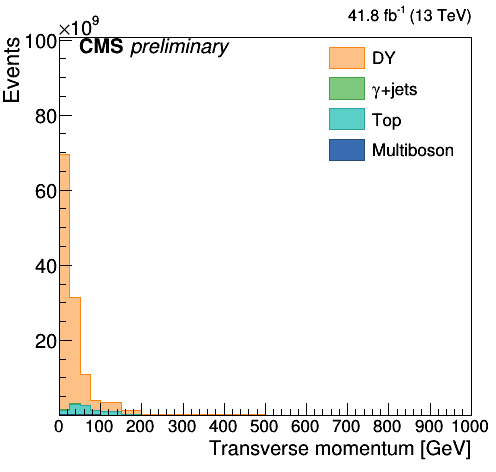 41.8 fb⁻¹ (13 TeV)
×10⁹
CMS preliminary
Events
100
80
60
40
20
DY
γ+jets
Top
Multiboson
0 100 200 300 400 500 600 700 800 900 1000
Transverse momentum [GeV]